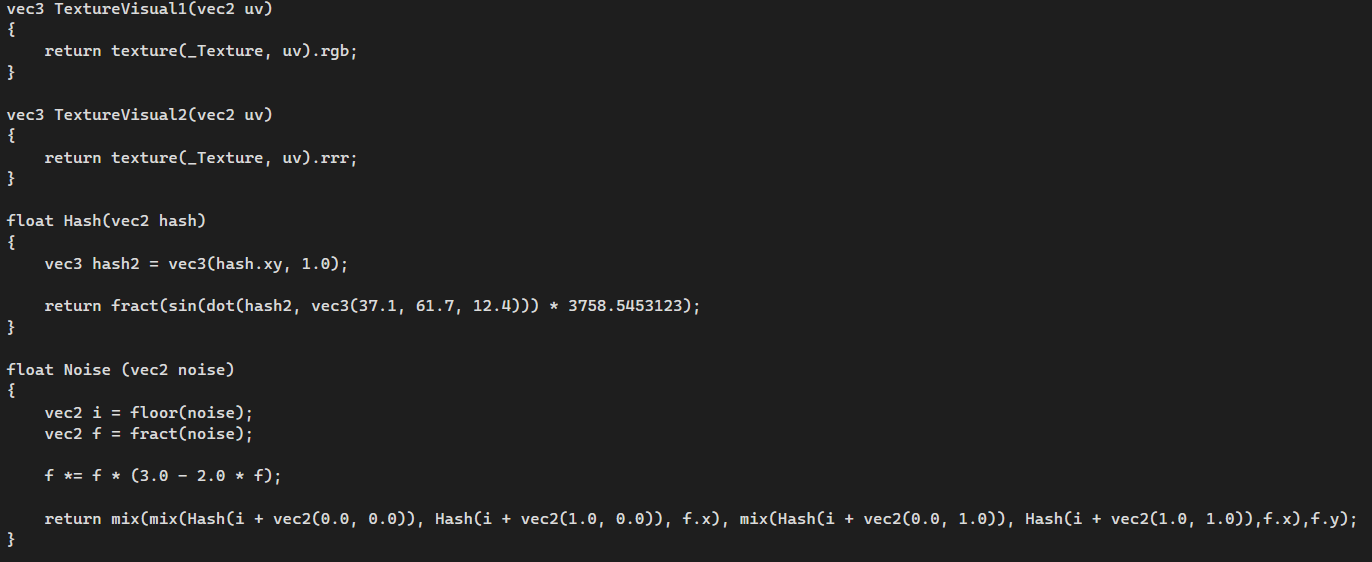 vec3 TextureVisual1(vec2 uv)
{
    return texture(_Texture, uv).rgb;
}

vec3 TextureVisual2(vec2 uv)
{
    return texture(_Texture, uv).rrr;
}

float Hash(vec2 hash)
{
    vec3 hash2 = vec3(hash.xy, 1.0);

    return fract(sin(dot(hash2, vec3(37.1, 61.7, 12.4))) * 3758.5453123);
}

float Noise (vec2 noise)
{
    vec2 i = floor(noise);
    vec2 f = fract(noise);

    f *= f * (3.0 - 2.0 * f);

    return mix(mix(Hash(i + vec2(0.0, 0.0)), Hash(i + vec2(1.0, 0.0)), f.x), mix(Hash(i + vec2(0.0, 1.0)), Hash(i + vec2(1.0, 1.0)),f.x),f.y);
}